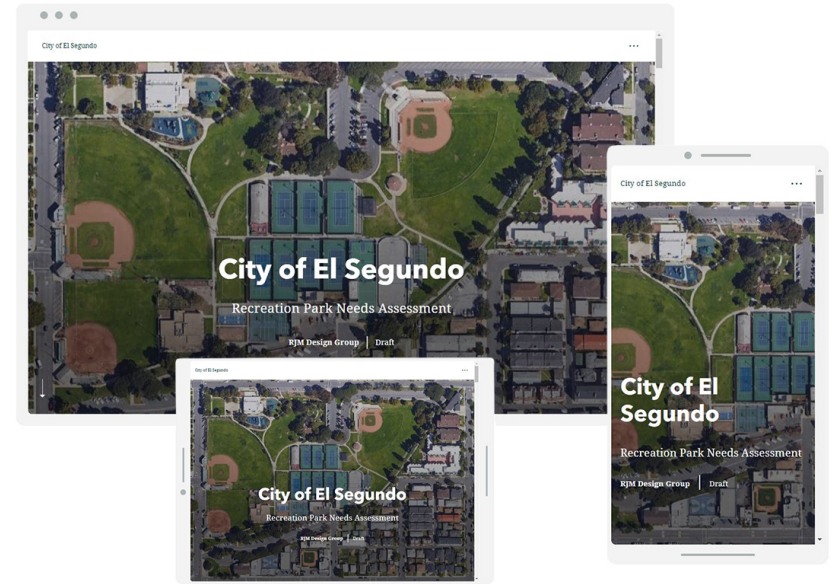 City of El Segundo
City of El Segundo
Recreation Park Needs Assessment
RJM Design Group | Draft
City of El Segundo
City of El Segundo
Recreation Park Needs Assessment
RJM Design Group | Draft
City of El Segundo
City of El
Segundo
Recreation Park Needs Assessment
RJM Design Group | Draft